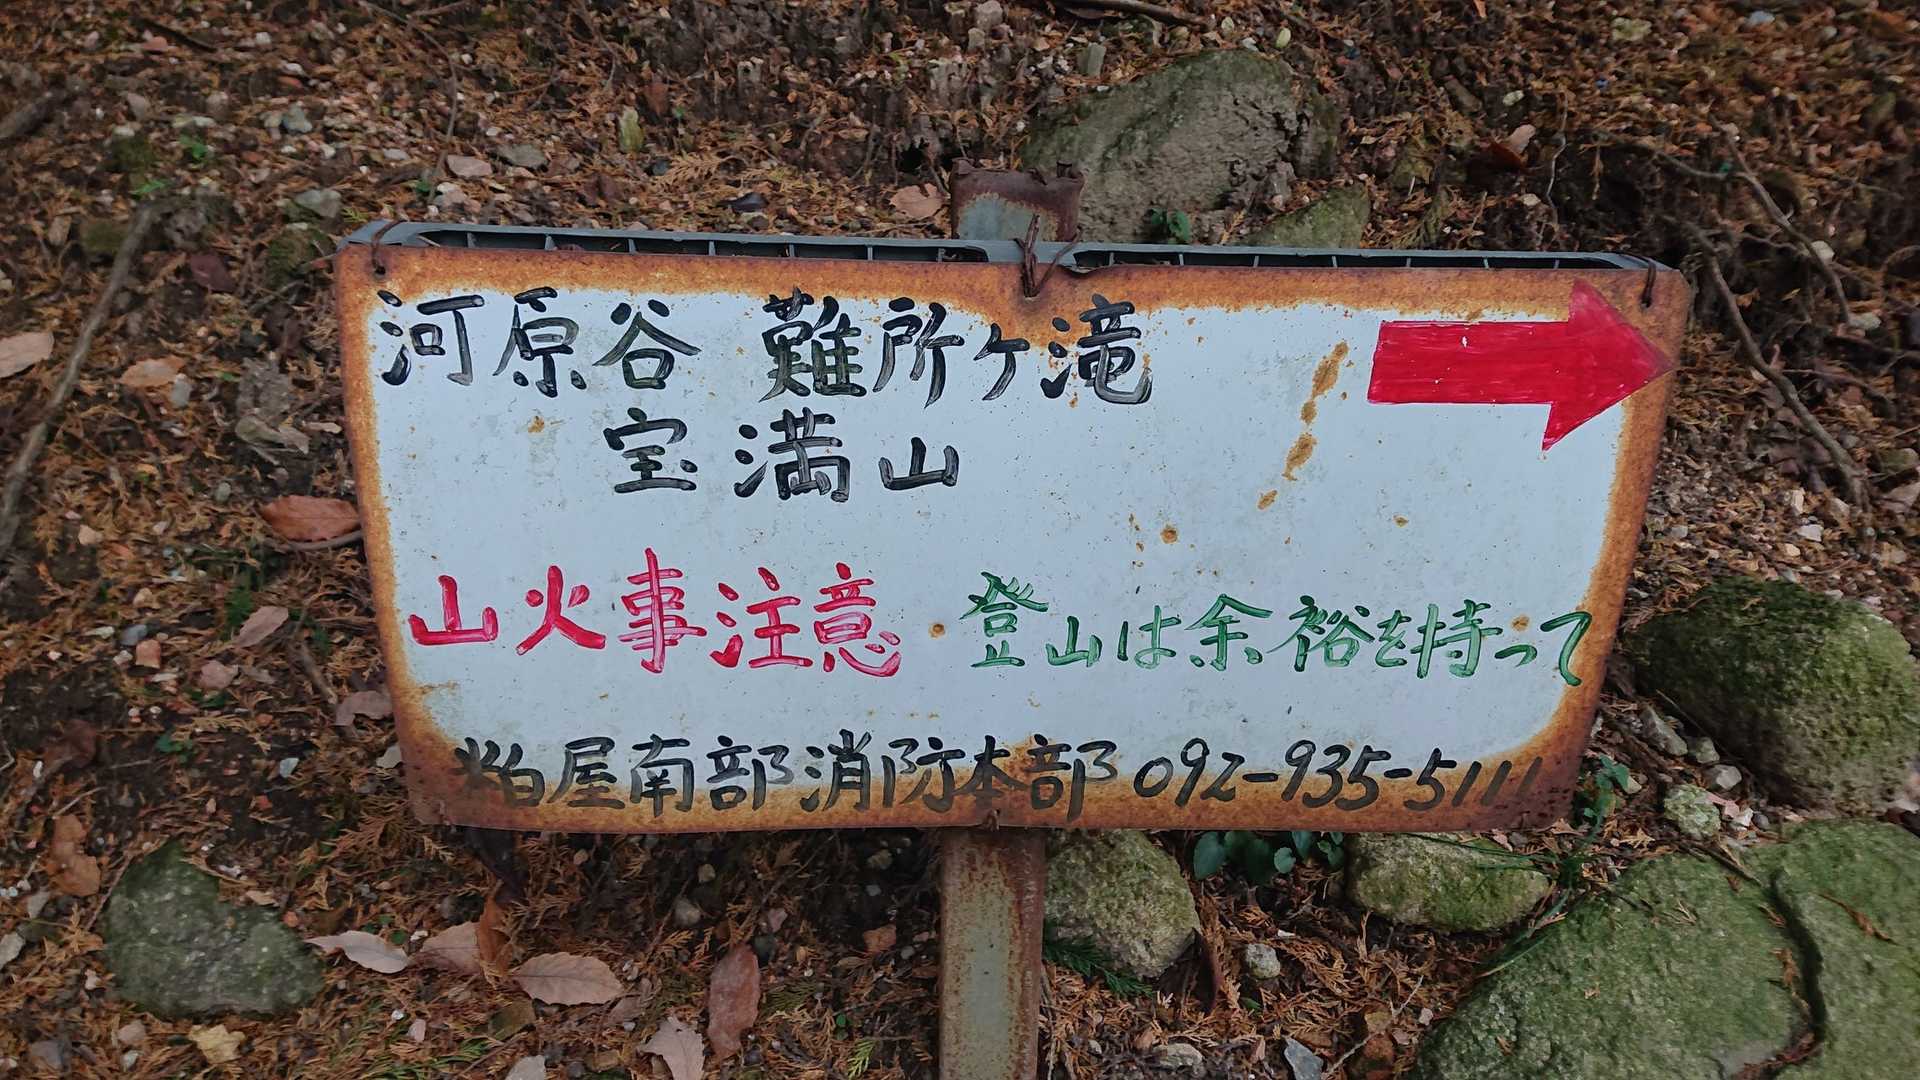 河原谷 難所ヶ滝
宝満山
山火事注意・登山は余裕を持って
粕屋南部消防本部 092-935-5111